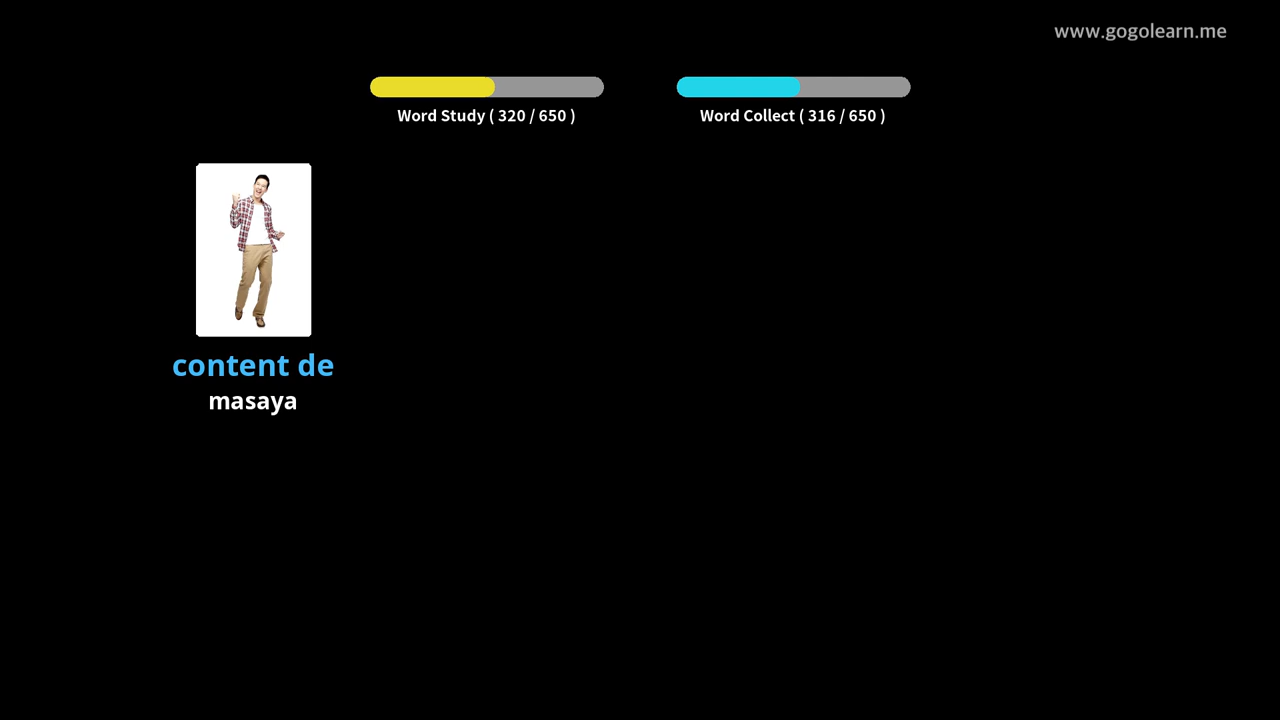 www.gogolearn.me
Word Study ( 320 / 650 )
Word Collect ( 316 / 650 )
content de
masaya